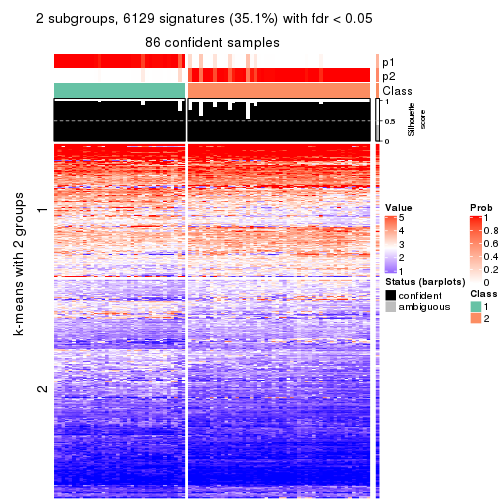 2 subgroups, 6129 signatures (35.1%) with fdr < 0.05
86 confident samples
p1
p2
Class
1
0.5
0
Silhouette
score
k-means with 2 groups
1
2
Value
5
4
3
2
1
Status (barplots)
confident
ambiguous
Prob
1
0.8
0.6
0.4
0.2
0
Class
1
2